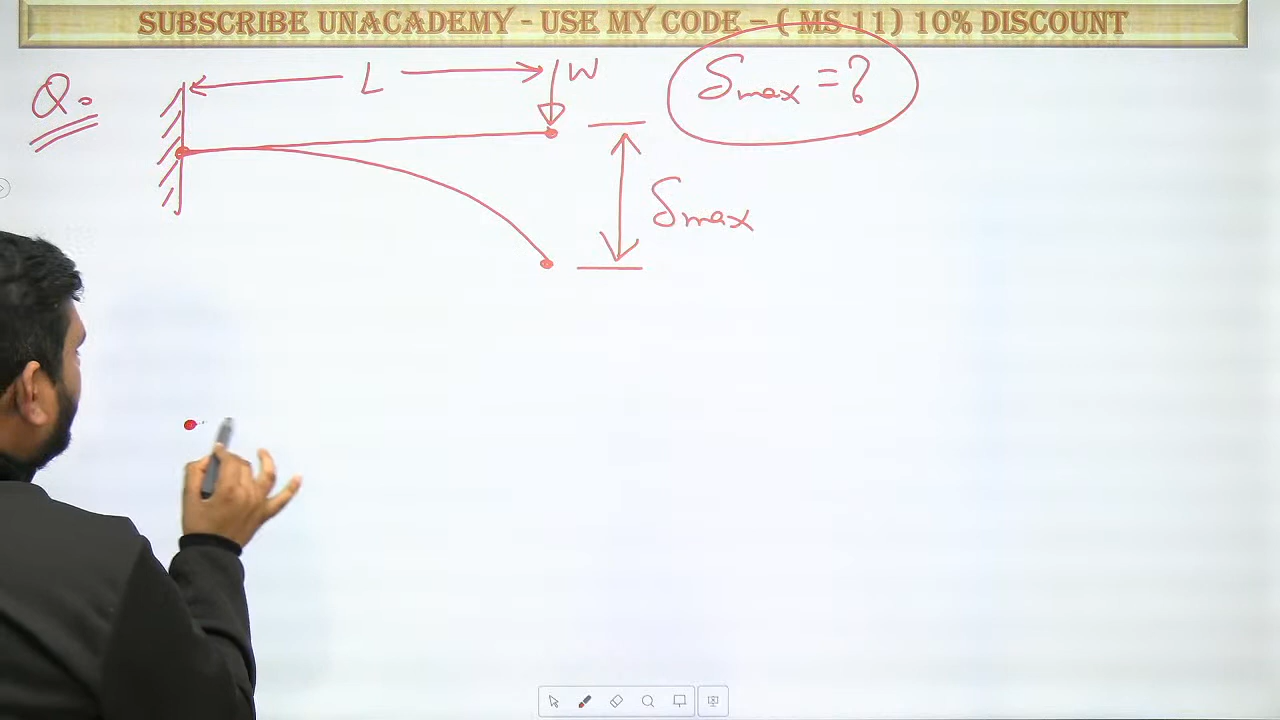 SUBSCRIBE UNACADEMY - USE MY CODE – ( MS 11 ) 10% DISCOUNT
Q.
L
W
δmax = ?
δmax